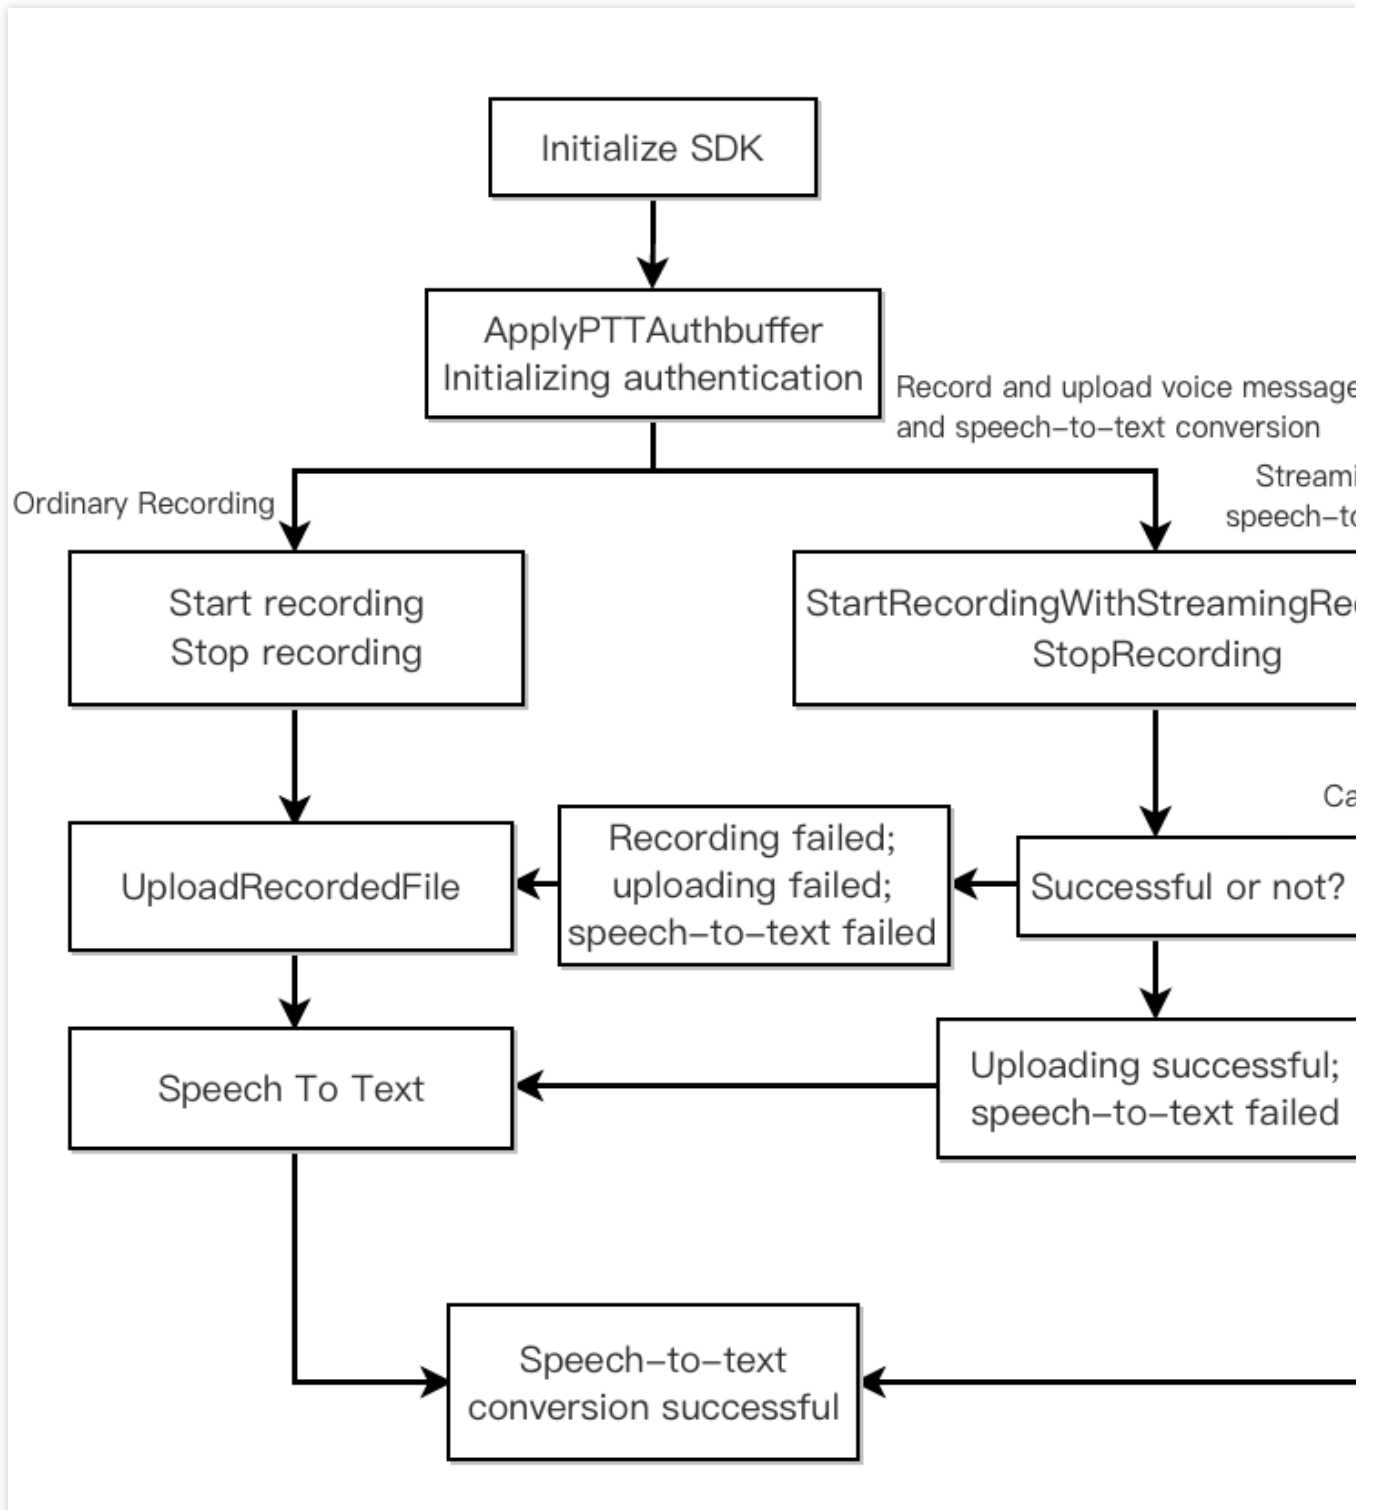 Initialize SDK
ApplyPTTAuthbuffer
Initializing authentication
Record and upload voice message
and speech-to-text conversion
Ordinary Recording
Start recording
Stop recording
StopRecording
Recording failed;
uploading failed;
speech-to-text failed
UploadRecordedFile
Successful or not?
Speech To Text
Uploading successful;
speech-to-text failed
Speech-to-text
conversion successful